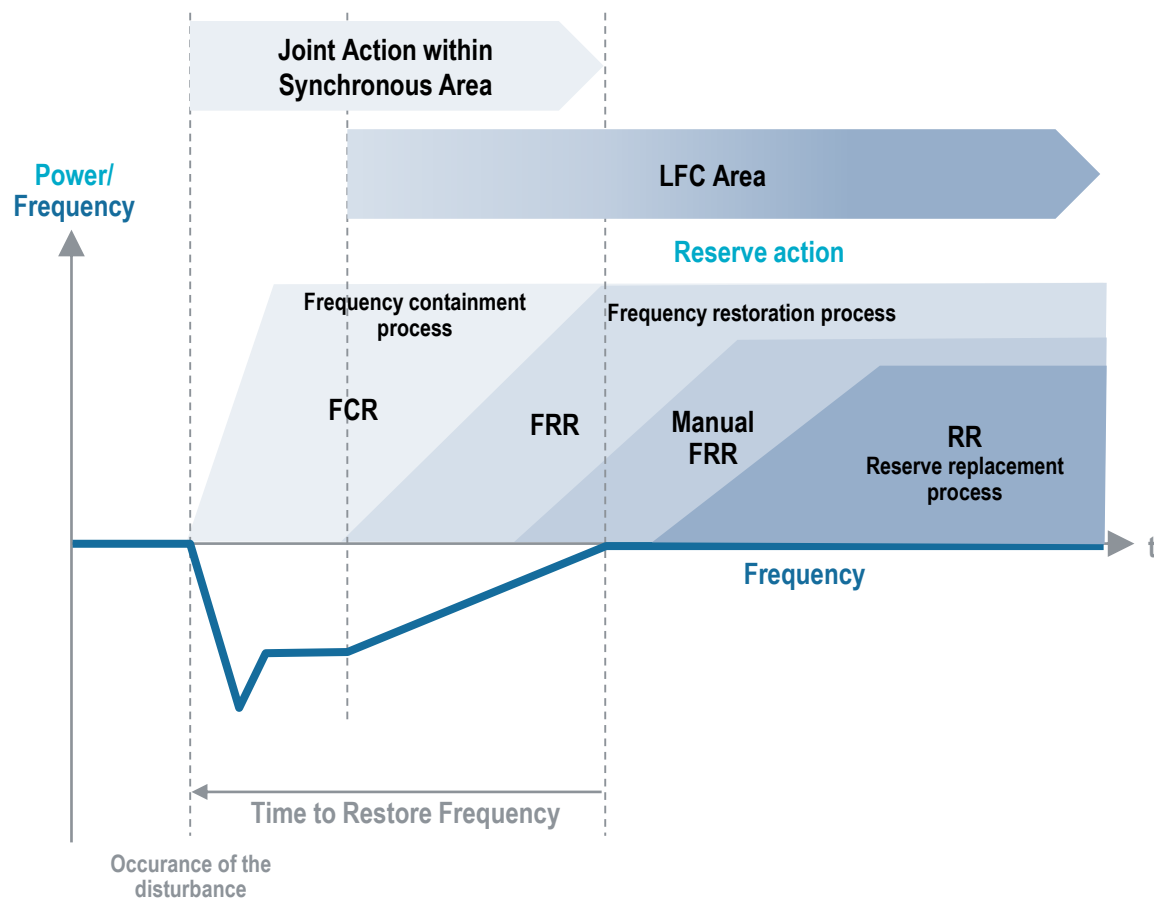 Joint Action within
Synchronous Area
LFC Area
Power/
Frequency
Reserve action
Frequency containment
process
Frequency restoration process
FCR
FRR
Manual
FRR
RR
Reserve replacement
process
t
Frequency
Time to Restore Frequency
Occurance of the
disturbance